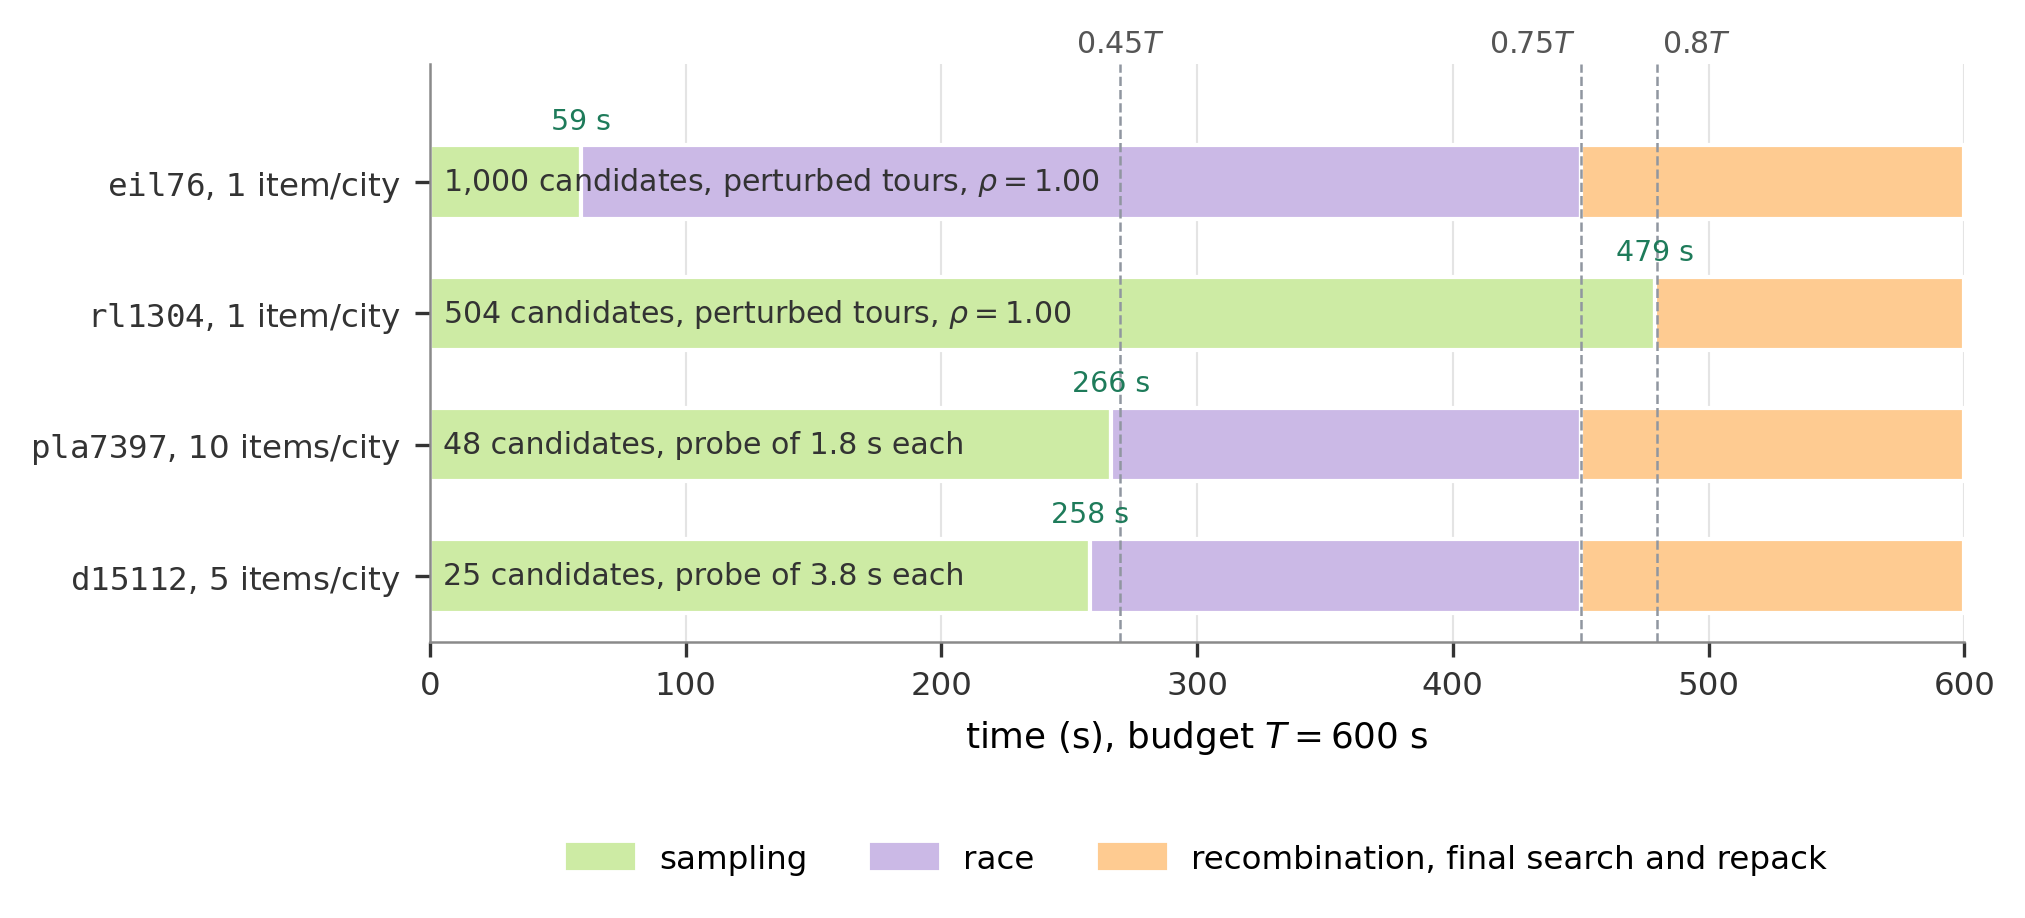 0.45T 0.75T 0.8T
59 s
eil76, 1 item/city 1,000 candidates, perturbed tours, ρ = 1.00
479 s
rl1304, 1 item/city 504 candidates, perturbed tours, ρ = 1.00
266 s
pla7397, 10 items/city 48 candidates, probe of 1.8 s each
258 s
d15112, 5 items/city 25 candidates, probe of 3.8 s each
0 100 200 300 400 500 600
time (s), budget T = 600 s
sampling race recombination, final search and repack